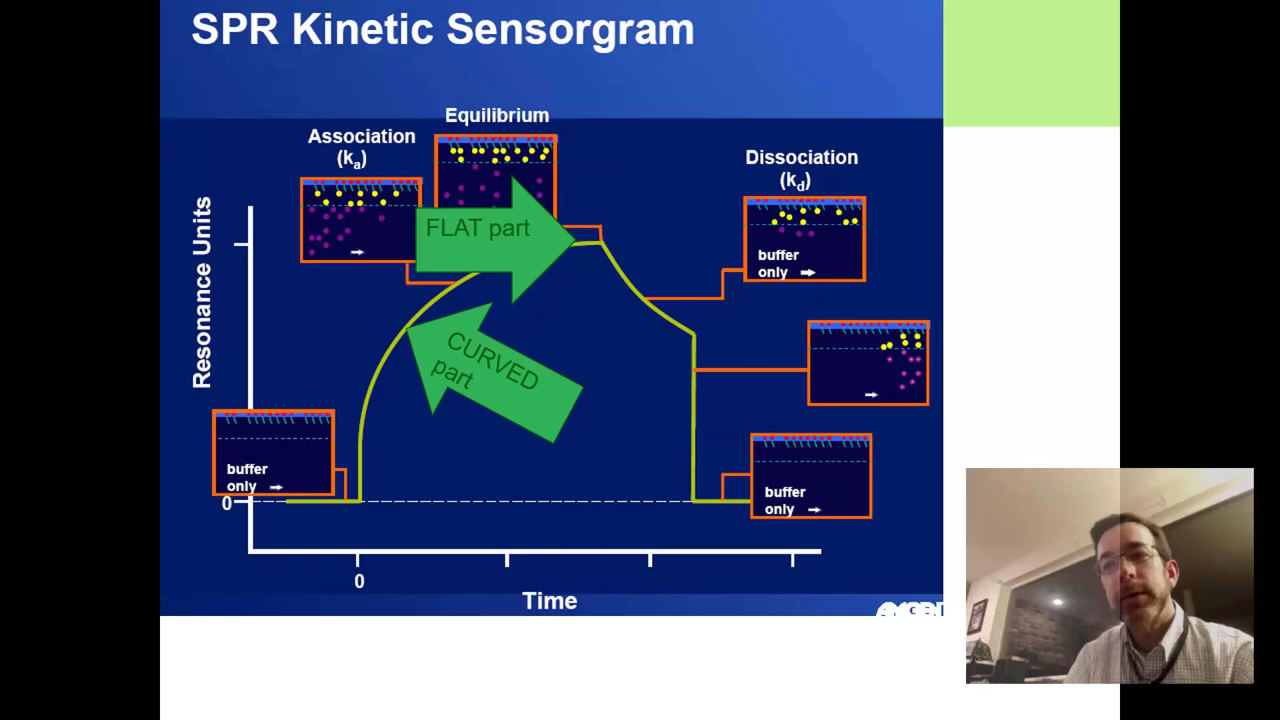 SPR Kinetic Sensorgram
Equilibrium
Association
(ka)
Dissociation
(kd)
FLAT part
CURVED
part
buffer
only
buffer
only
buffer
only
Resonance Units
0
0
Time